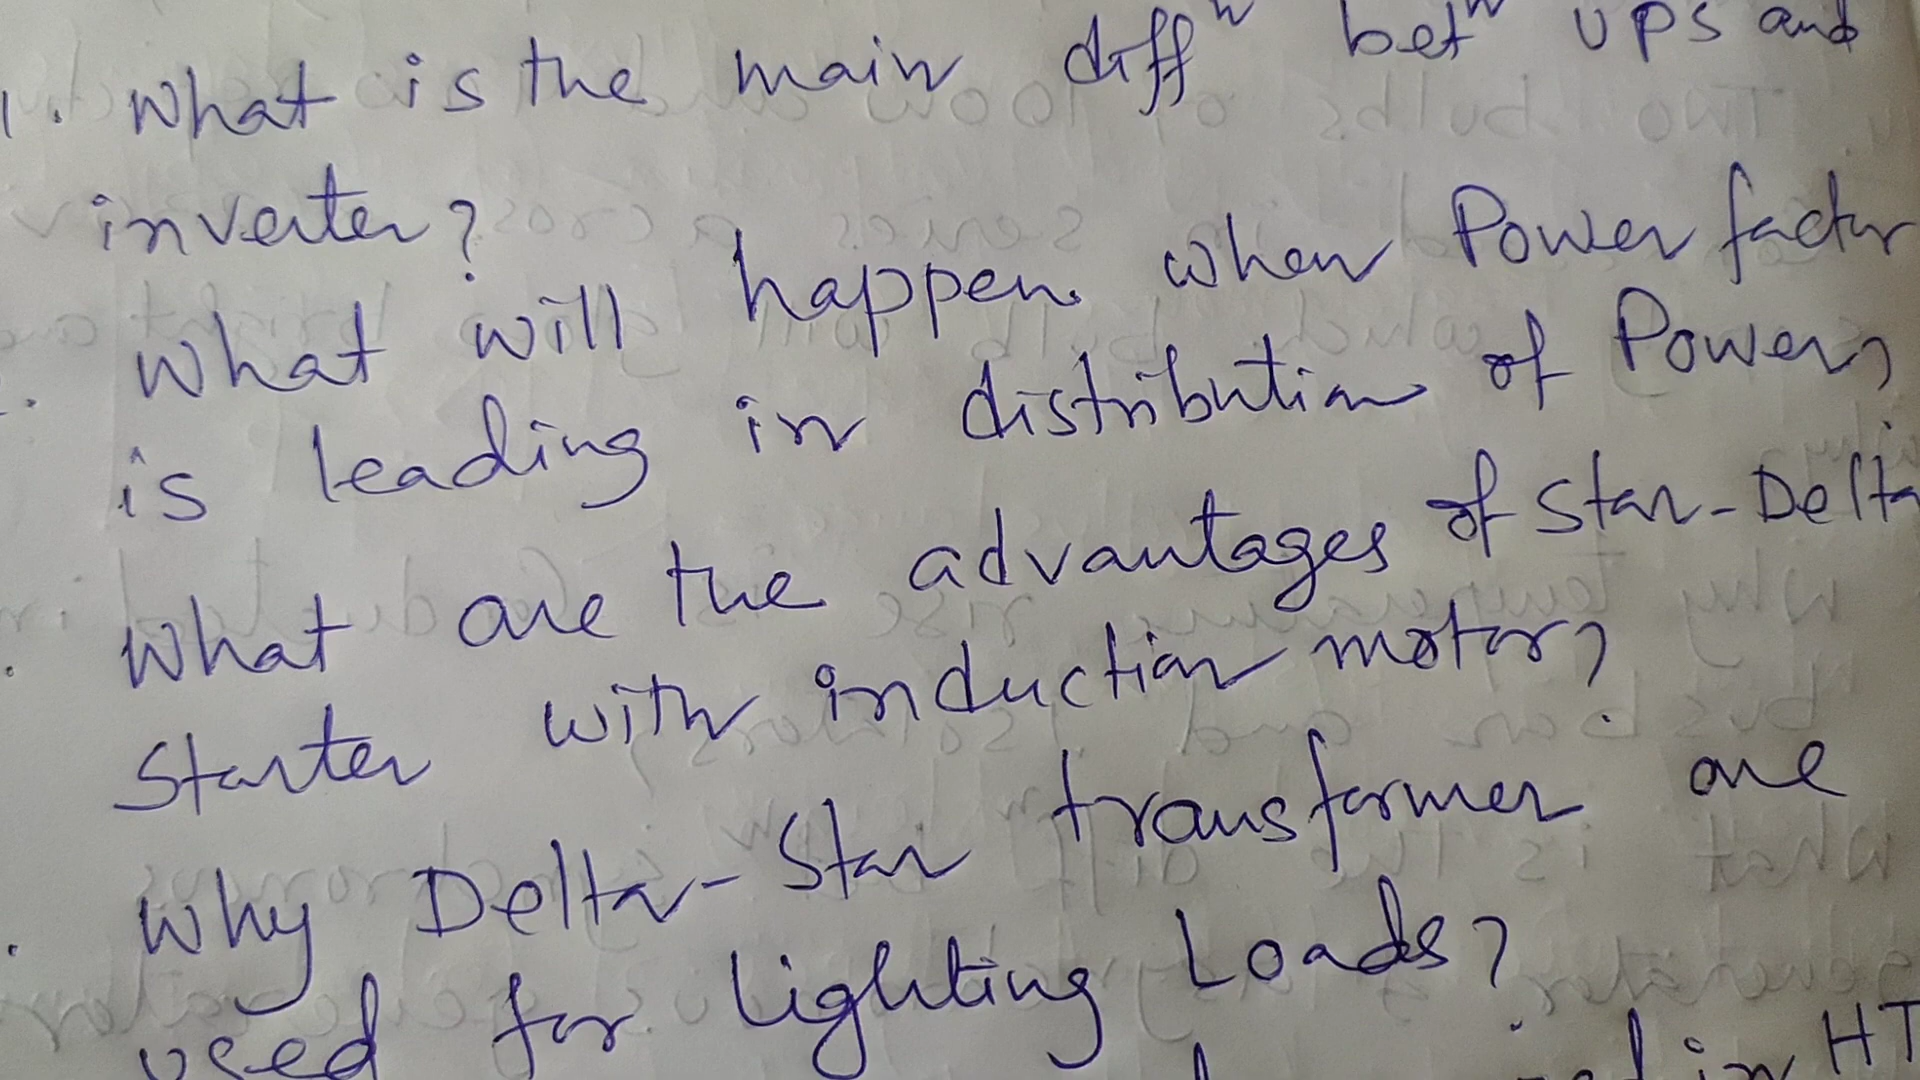 1. What is the main diffⁿ betⁿ UPS and
inverter?
What will happen when Power factor
is leading in distribution of Power?
What are the advantages of Star-Delta
Starter with induction motor?
Why Delta-Star transformer are
used for Lighting Loads?
in HT